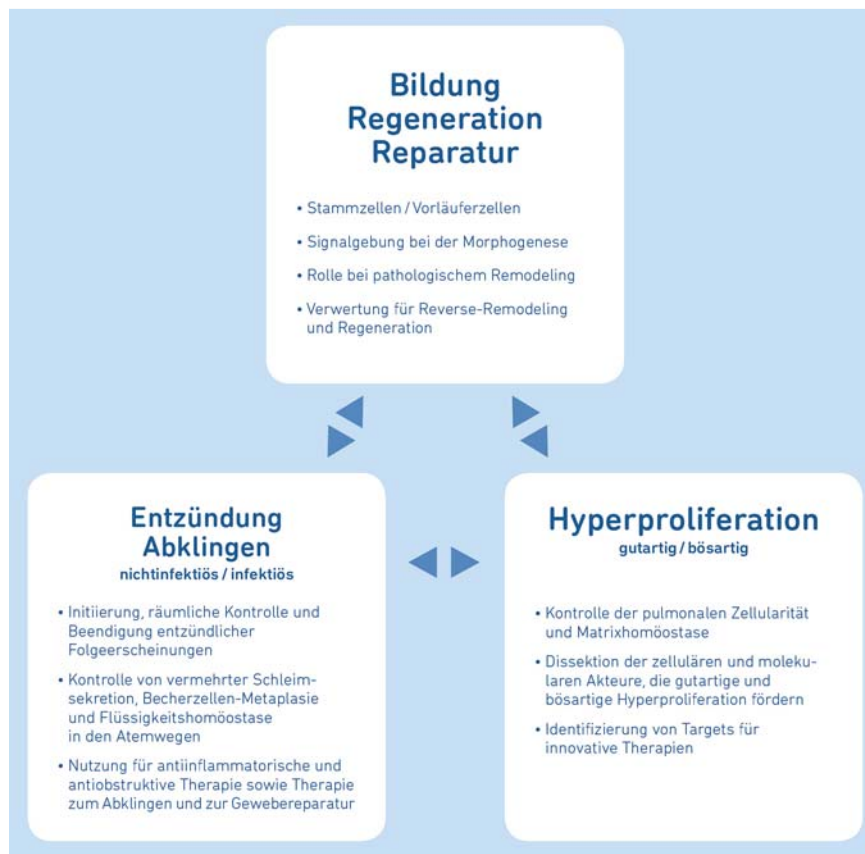 Bildung
Regeneration
Reparatur
• Stammzellen / Vorläuferzellen
• Signalgebung bei der Morphogenese
• Rolle bei pathologischem Remodeling
• Verwertung für Reverse-Remodeling
und Regeneration
Entzündung
Abklingen
nichtinfektiös / infektiös
• Initiierung, räumliche Kontrolle und
Beendigung entzündlicher
Folgeerscheinungen
• Kontrolle von vermehrter Schleim-
sekretion, Becherzellen-Metaplasie
und Flüssigkeitshomöostase
in den Atemwegen
• Nutzung für antiinflammatorische und
antiobstruktive Therapie sowie Therapie
zum Abklingen und zur Gewebereparatur
Hyperproliferation
gutartig / bösartig
• Kontrolle der pulmonalen Zellularität
und Matrixhomöostase
• Dissektion der zellulären und moleku-
laren Akteure, die gutartige und
bösartige Hyperproliferation fördern
• Identifizierung von Targets für
innovative Therapien